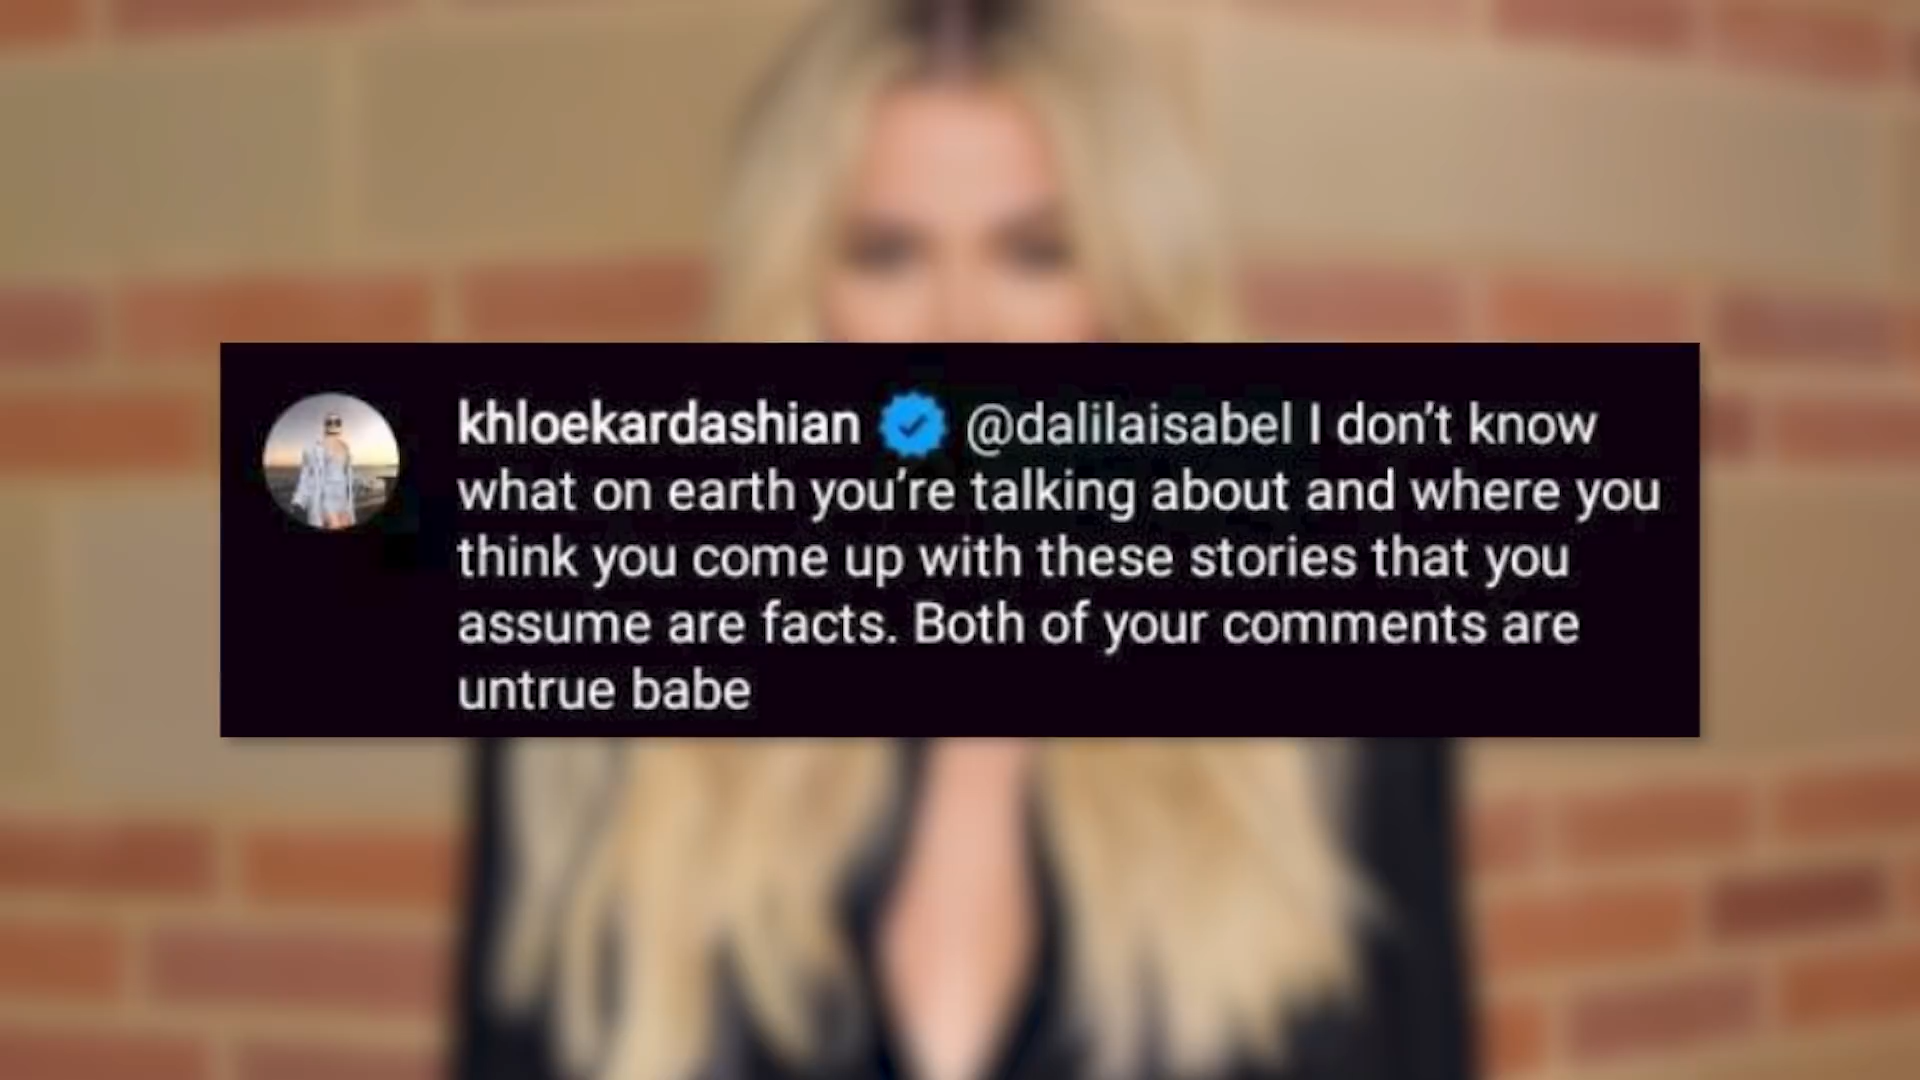 khloekardashian @dalilaisabel I don’t know
what on earth you’re talking about and where you
think you come up with these stories that you
assume are facts. Both of your comments are
untrue babe